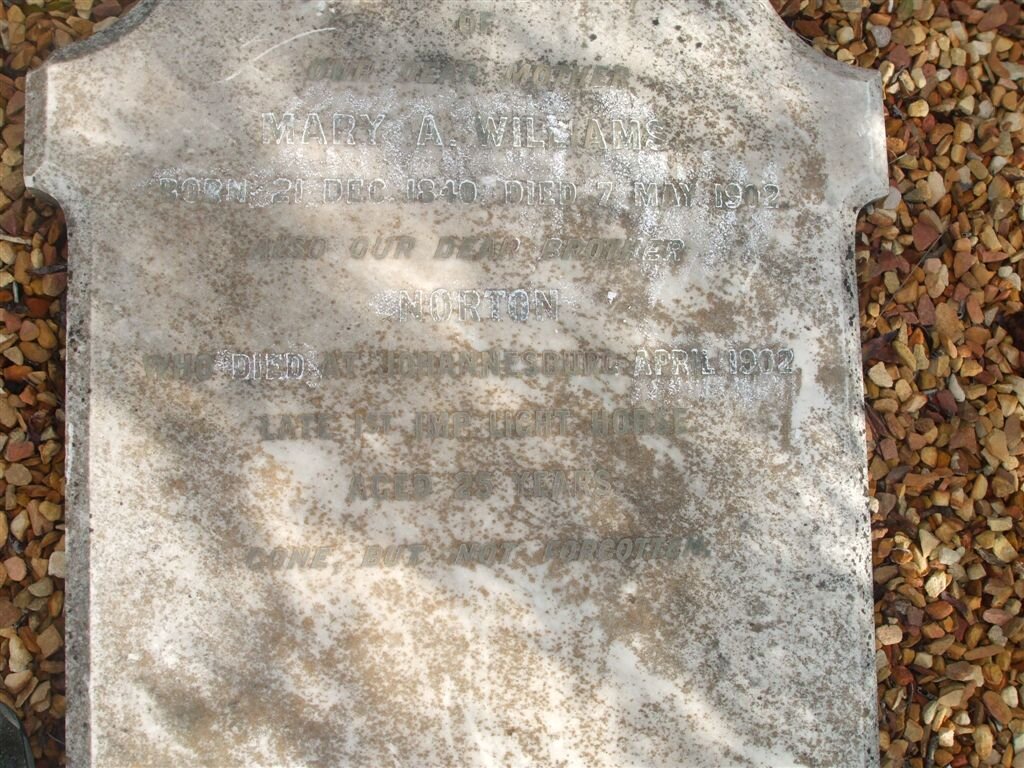 OF
OUR DEAR MOTHER
MARY A. WILLIAMS
BORN 21 DEC. 1840 DIED 7 MAY 1902
ALSO OUR DEAR BROTHER
NORTON
WHO DIED AT JOHANNESBURG APRIL 1902
LATE 1ST IMP. LIGHT HORSE
AGED 25 YEARS
GONE, BUT NOT FORGOTTEN.